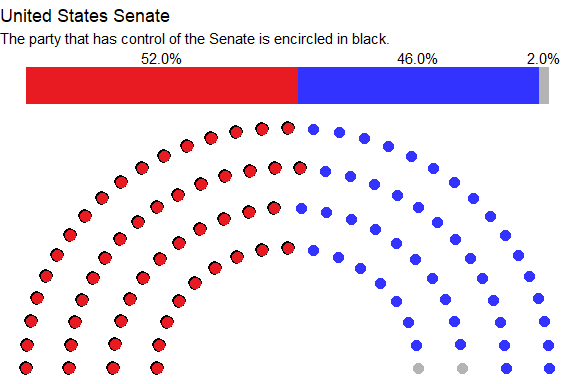 United States Senate
The party that has control of the Senate is encircled in black.
52.0% 46.0% 2.0%